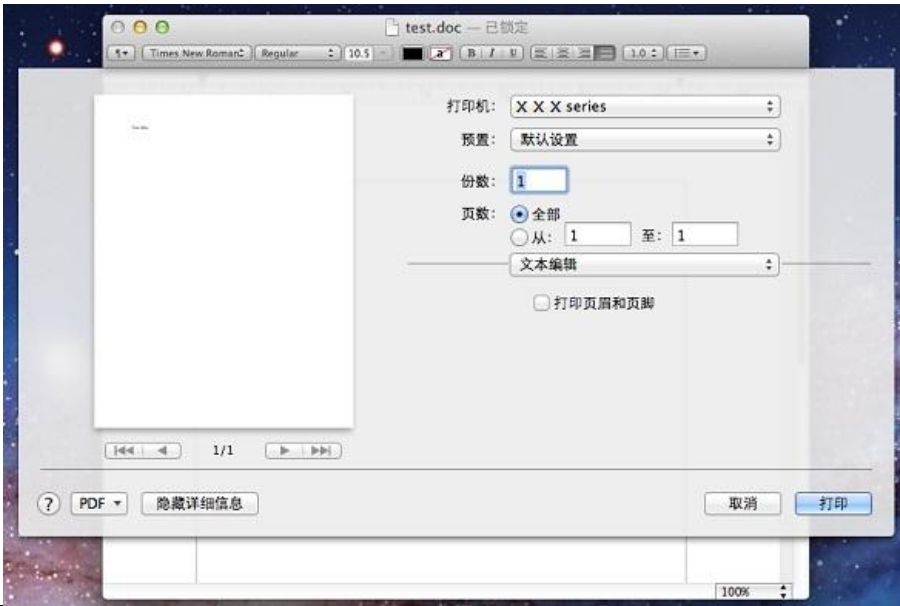 test.doc — 已锁定
¶ Times New Roman Regular 10.5 a B I U 1.0
打印机: X X X series
预置: 默认设置
份数: 1
页数: 全部
从: 1 至: 1
文本编辑
打印页眉和页脚
1/1
? PDF 隐藏详细信息 取消 打印
100%